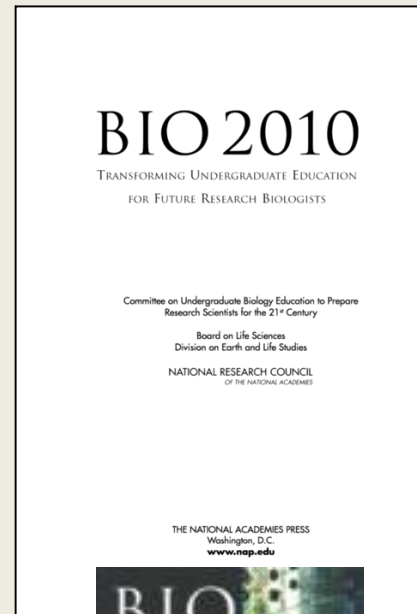 BIO 2010
TRANSFORMING UNDERGRADUATE EDUCATION
FOR FUTURE RESEARCH BIOLOGISTS
Committee on Undergraduate Biology Education to Prepare
Research Scientists for the 21st Century
Board on Life Sciences
Division on Earth and Life Studies
NATIONAL RESEARCH COUNCIL
OF THE NATIONAL ACADEMIES
THE NATIONAL ACADEMIES PRESS
Washington, D.C.
www.nap.edu
BIO